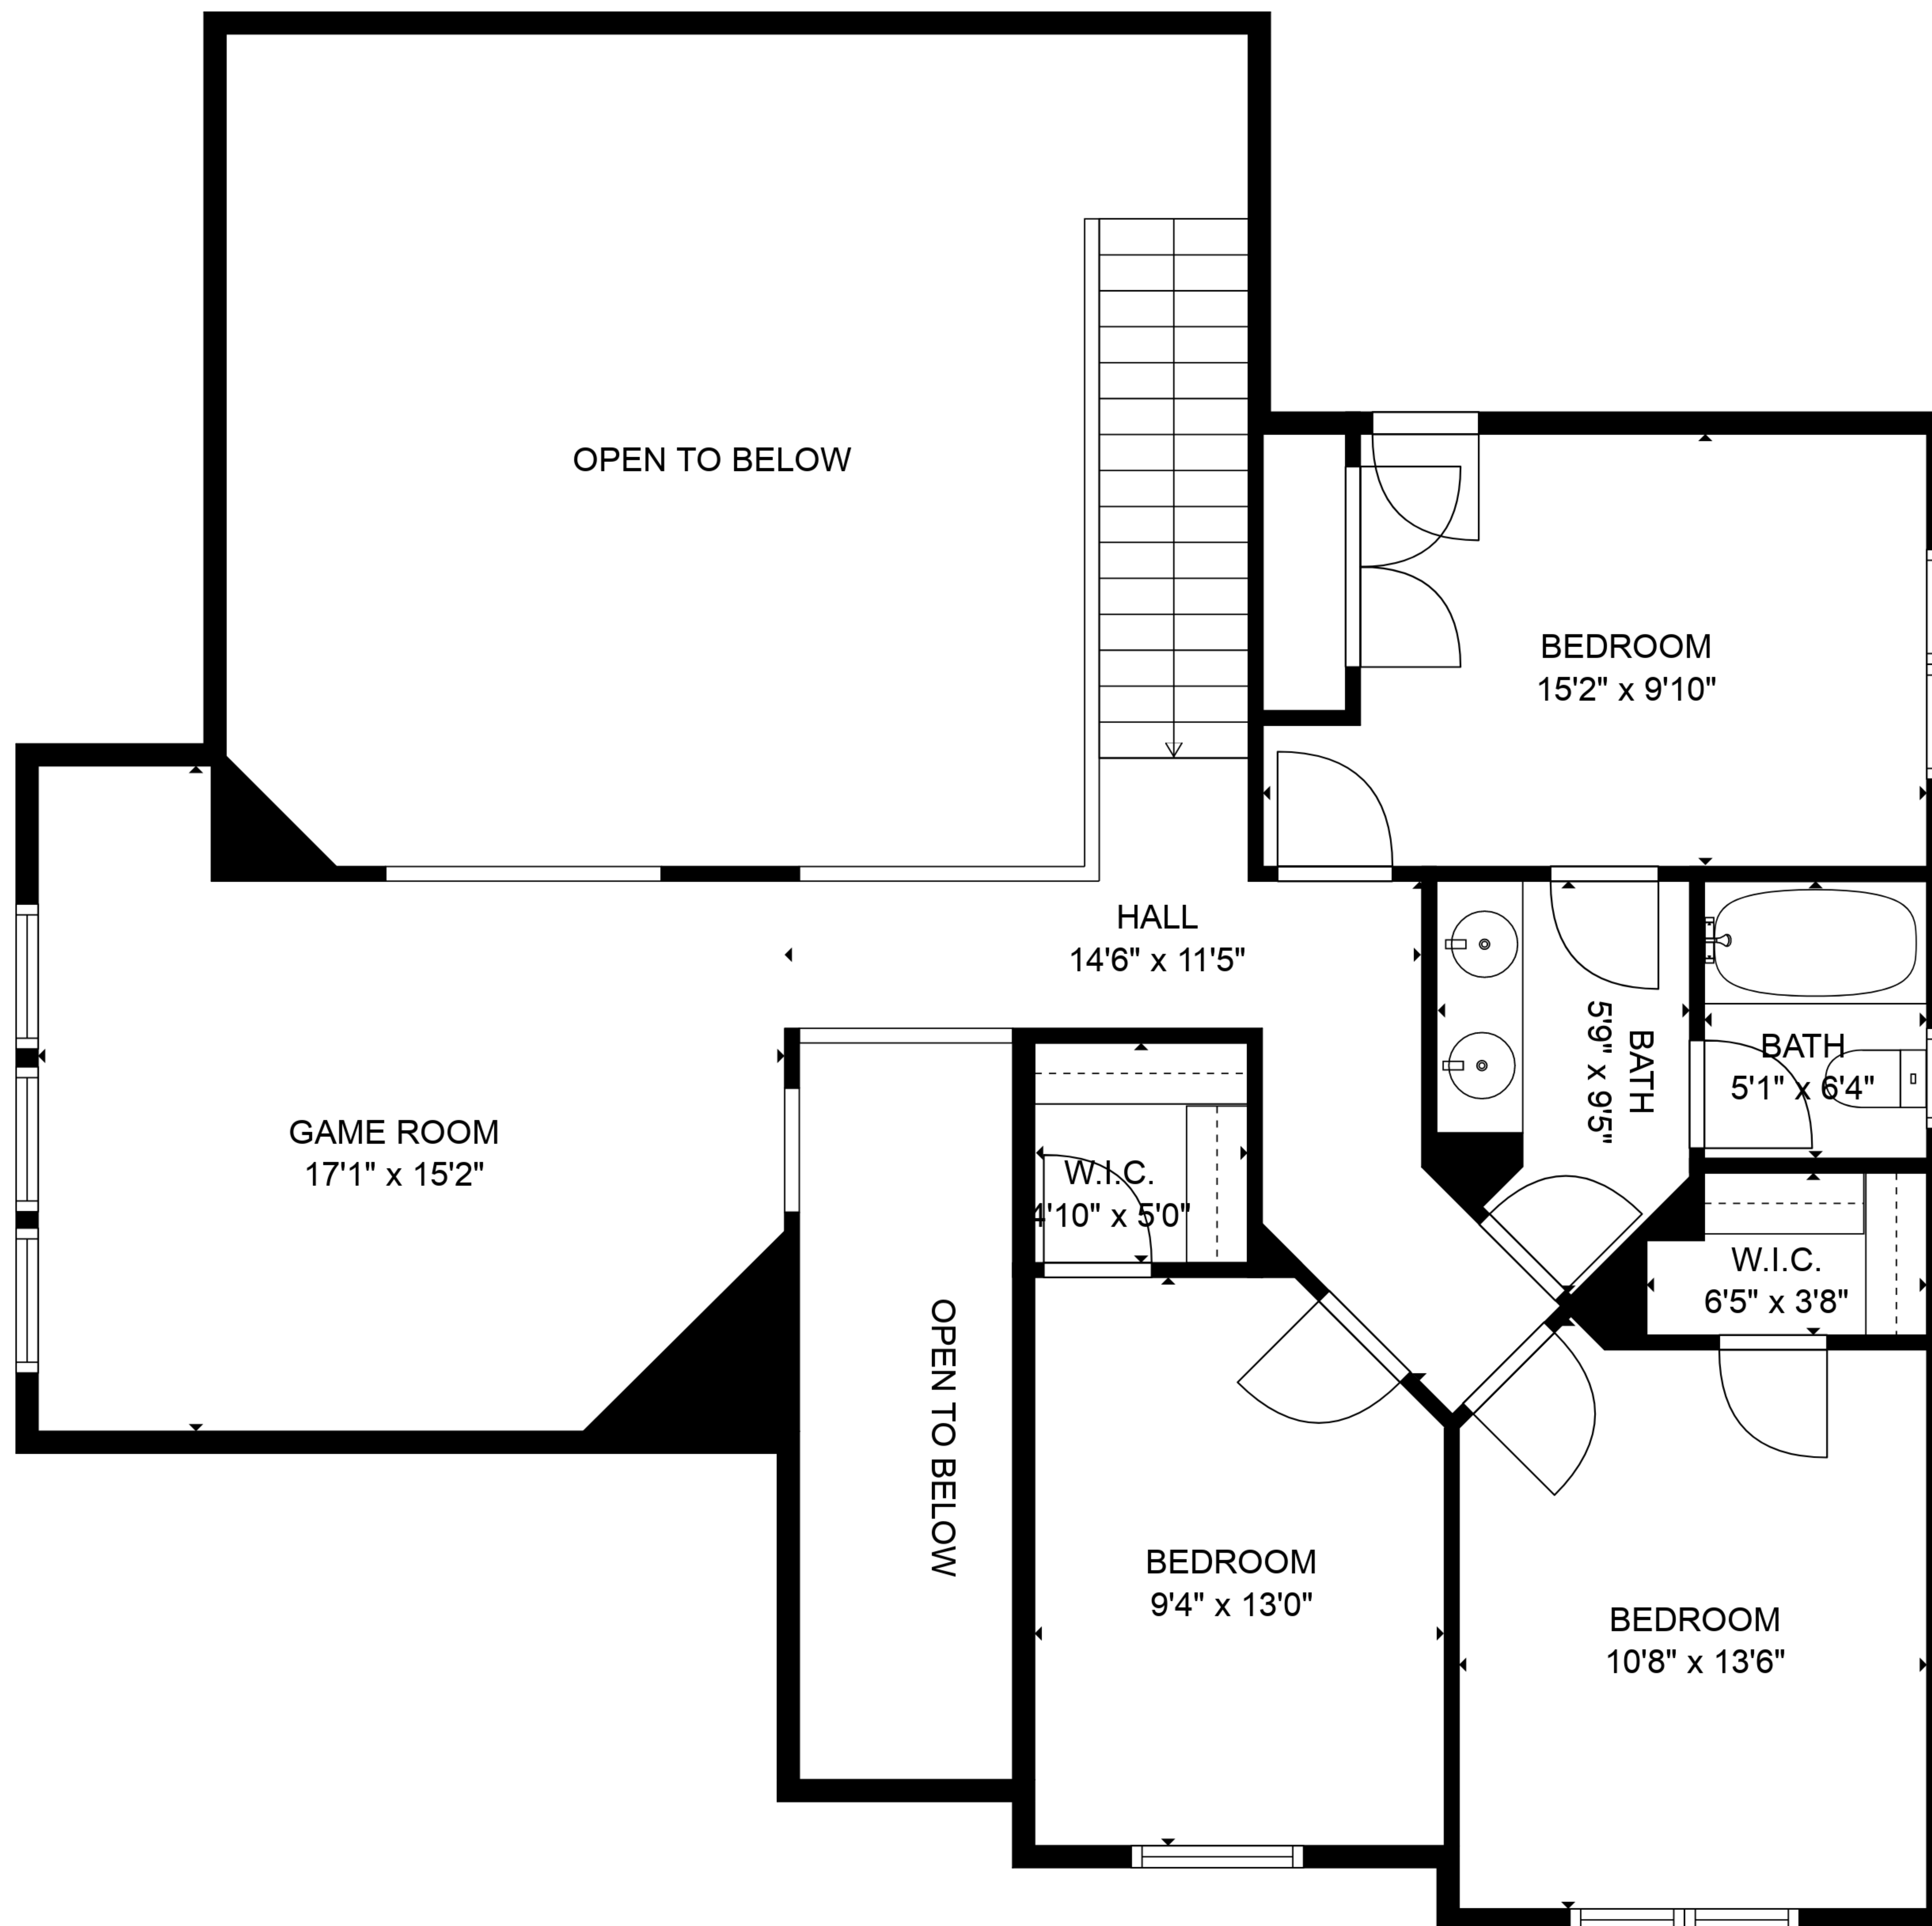 OPEN TO BELOW
BEDROOM
15'2" x 9'10"
HALL
14'6" x 11'5"
BATH
5'9" x 9'5"
BATH
5'1" x 6'4"
GAME ROOM
17'1" x 15'2"
W.I.C.
4'10" x 5'0"
W.I.C.
6'5" x 3'8"
OPEN TO BELOW
BEDROOM
9'4" x 13'0"
BEDROOM
10'8" x 13'6"